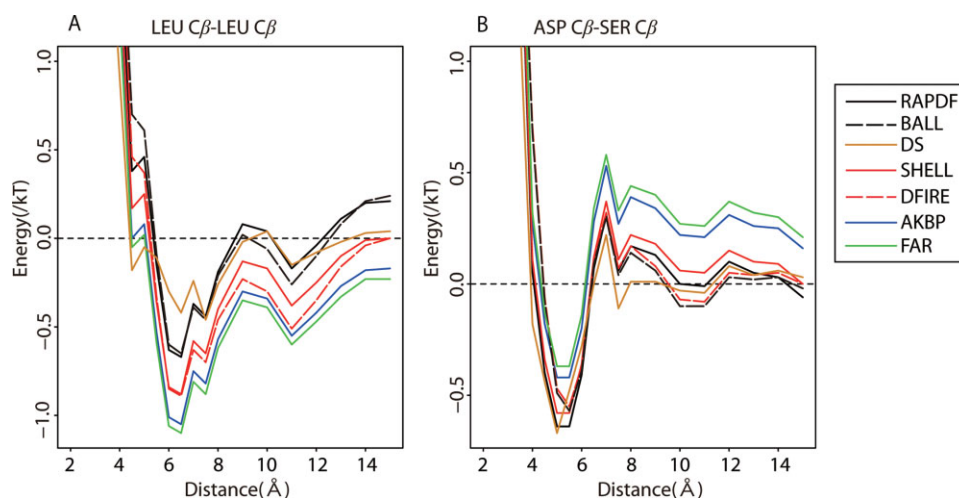 A LEU Cβ-LEU Cβ
B ASP Cβ-SER Cβ
Energy(/kT)
1.0
0.5
0.0
−0.5
−1.0
2 4 6 8 10 12 14
Distance(Å)
Energy(/kT)
1.0
0.5
0.0
−0.5
2 4 6 8 10 12 14
Distance(Å)
RAPDF
BALL
DS
SHELL
DFIRE
AKBP
FAR